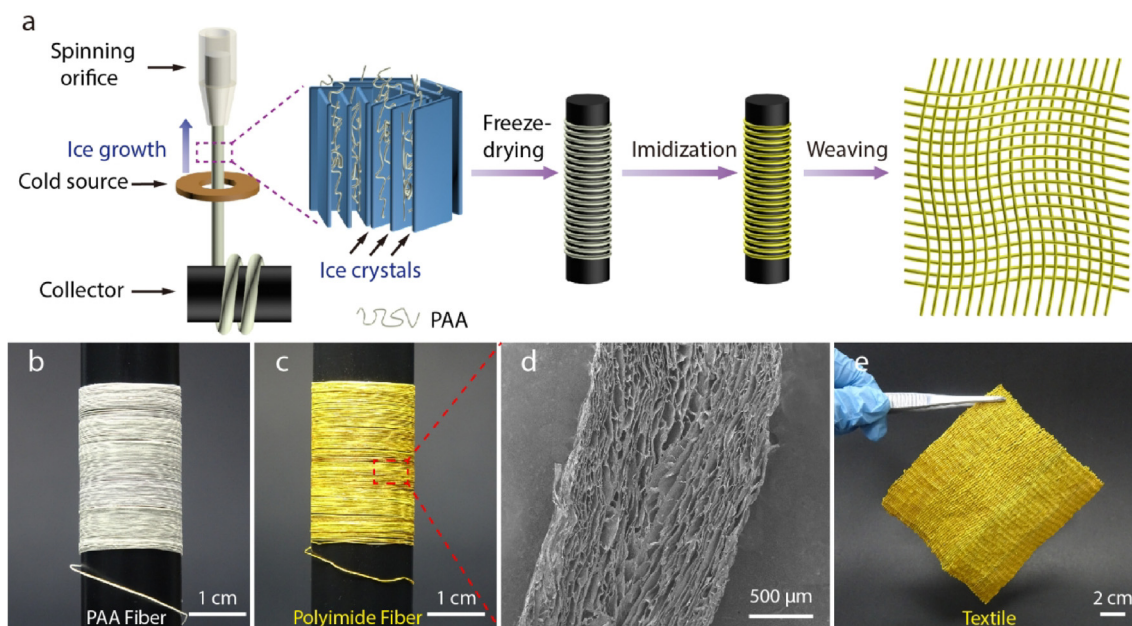 a
Spinning
orifice
Ice growth
Cold source
Collector
Ice crystals
PAA
Freeze-
drying
Imidization
Weaving
b
PAA Fiber
1 cm
c
Polyimide Fiber
1 cm
d
500 μm
e
Textile
2 cm